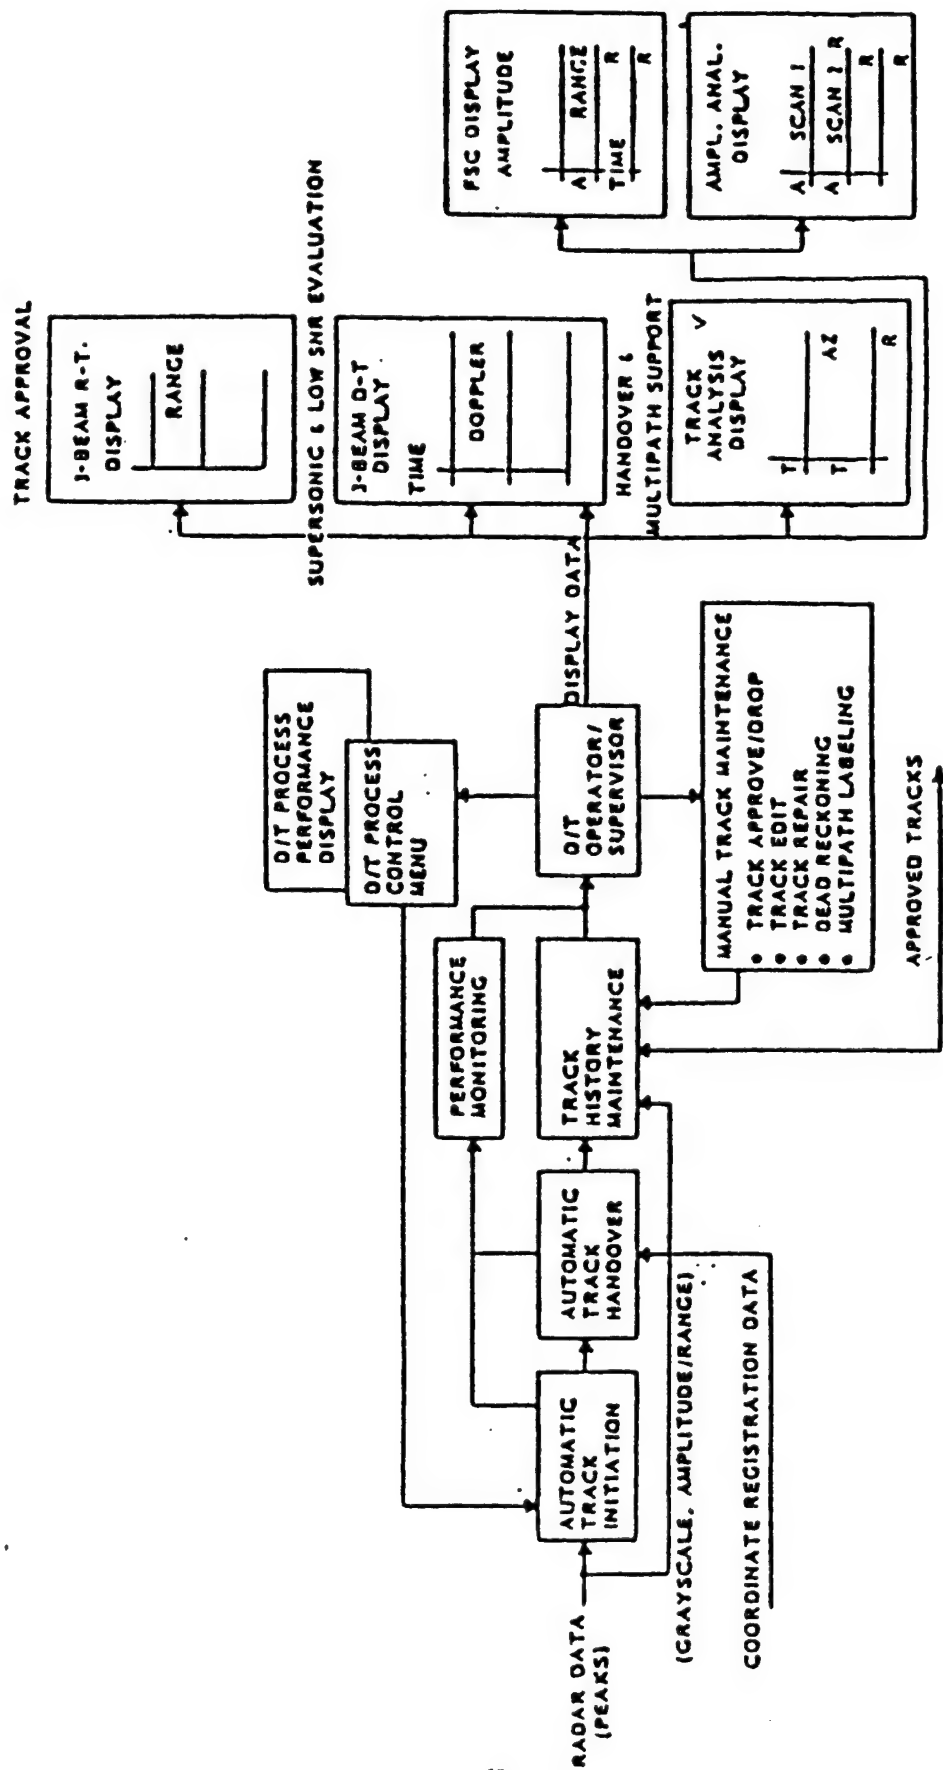 TRACK APPROVAL
3-BEAM R-T.
DISPLAY
RANGE
SUPERSONIC & LOW SNR EVALUATION
3-BEAM D-T
DISPLAY
TIME
DOPPLER
HANDOVER &
MULTIPATH SUPPORT
TRACK V
ANALYSIS
DISPLAY
T
AZ
T
R
FSC DISPLAY
AMPLITUDE
A RANGE
TIME R
R
AMPL. ANAL.
DISPLAY
A SCAN 1
A SCAN 2 R
R
R
D/T PROCESS
PERFORMANCE
DISPLAY
D/T PROCESS
CONTROL
MENU
PERFORMANCE
MONITORING
DISPLAY DATA
D/T
OPERATOR/
SUPERVISOR
TRACK
HISTORY
MAINTENANCE
AUTOMATIC
TRACK
HANDOVER
AUTOMATIC
TRACK
INITIATION
RADAR DATA
(PEAKS)
(GRAYSCALE, AMPLITUDE/RANGE)
COORDINATE REGISTRATION DATA
MANUAL TRACK MAINTENANCE
• TRACK APPROVE/DROP
• TRACK EDIT
• TRACK REPAIR
• DEAD RECKONING
• MULTIPATH LABELING
APPROVED TRACKS